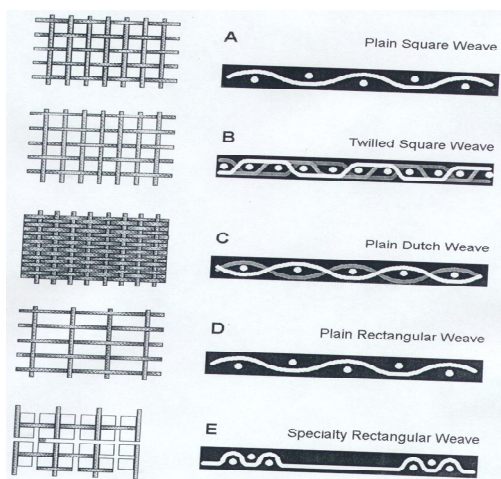 A
Plain Square Weave
B
Twilled Square Weave
C
Plain Dutch Weave
D
Plain Rectangular Weave
E
Specialty Rectangular Weave